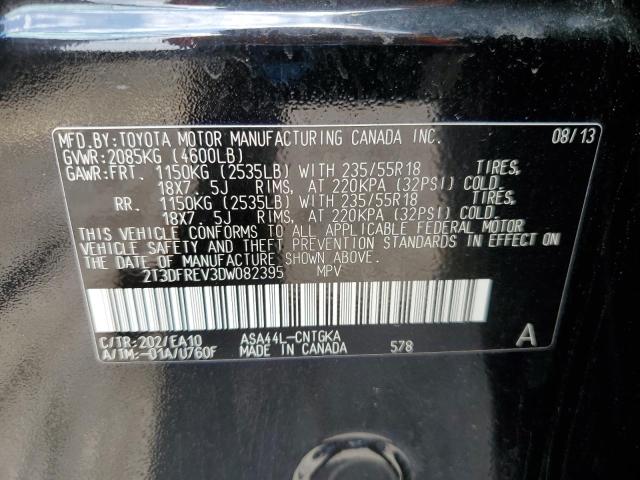 MFD.BY:TOYOTA MOTOR MANUFACTURING CANADA INC. 08/13
GVWR:2085KG (4600LB)
GAWR:FRT. 1150KG (2535LB) WITH 235/55R18 TIRES,
18X7.5J RIMS, AT 220KPA (32PSI) COLD.
RR. 1150KG (2535LB) WITH 235/55R18 TIRES,
18X7.5J RIMS, AT 220KPA (32PSI) COLD.
THIS VEHICLE CONFORMS TO ALL APPLICABLE FEDERAL MOTOR
VEHICLE SAFETY AND THEFT PREVENTION STANDARDS IN EFFECT ON
THE DATE OF MANUFACTURE SHOWN ABOVE.
2T3DFREV3DW082395 MPV
C/TR:202/EA10 ASA44L-CNTGKA A
A/TM:-01A/U760F MADE IN CANADA 578